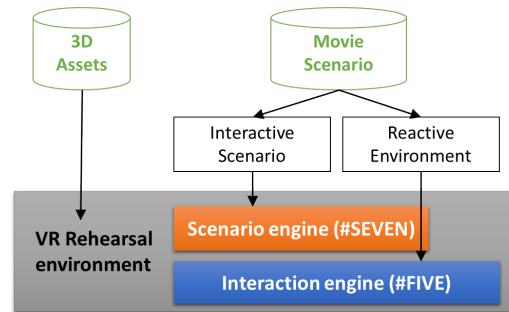 3D
Assets
Movie
Scenario
Interactive
Scenario
Reactive
Environment
VR Rehearsal
environment
Scenario engine (#SEVEN)
Interaction engine (#FIVE)